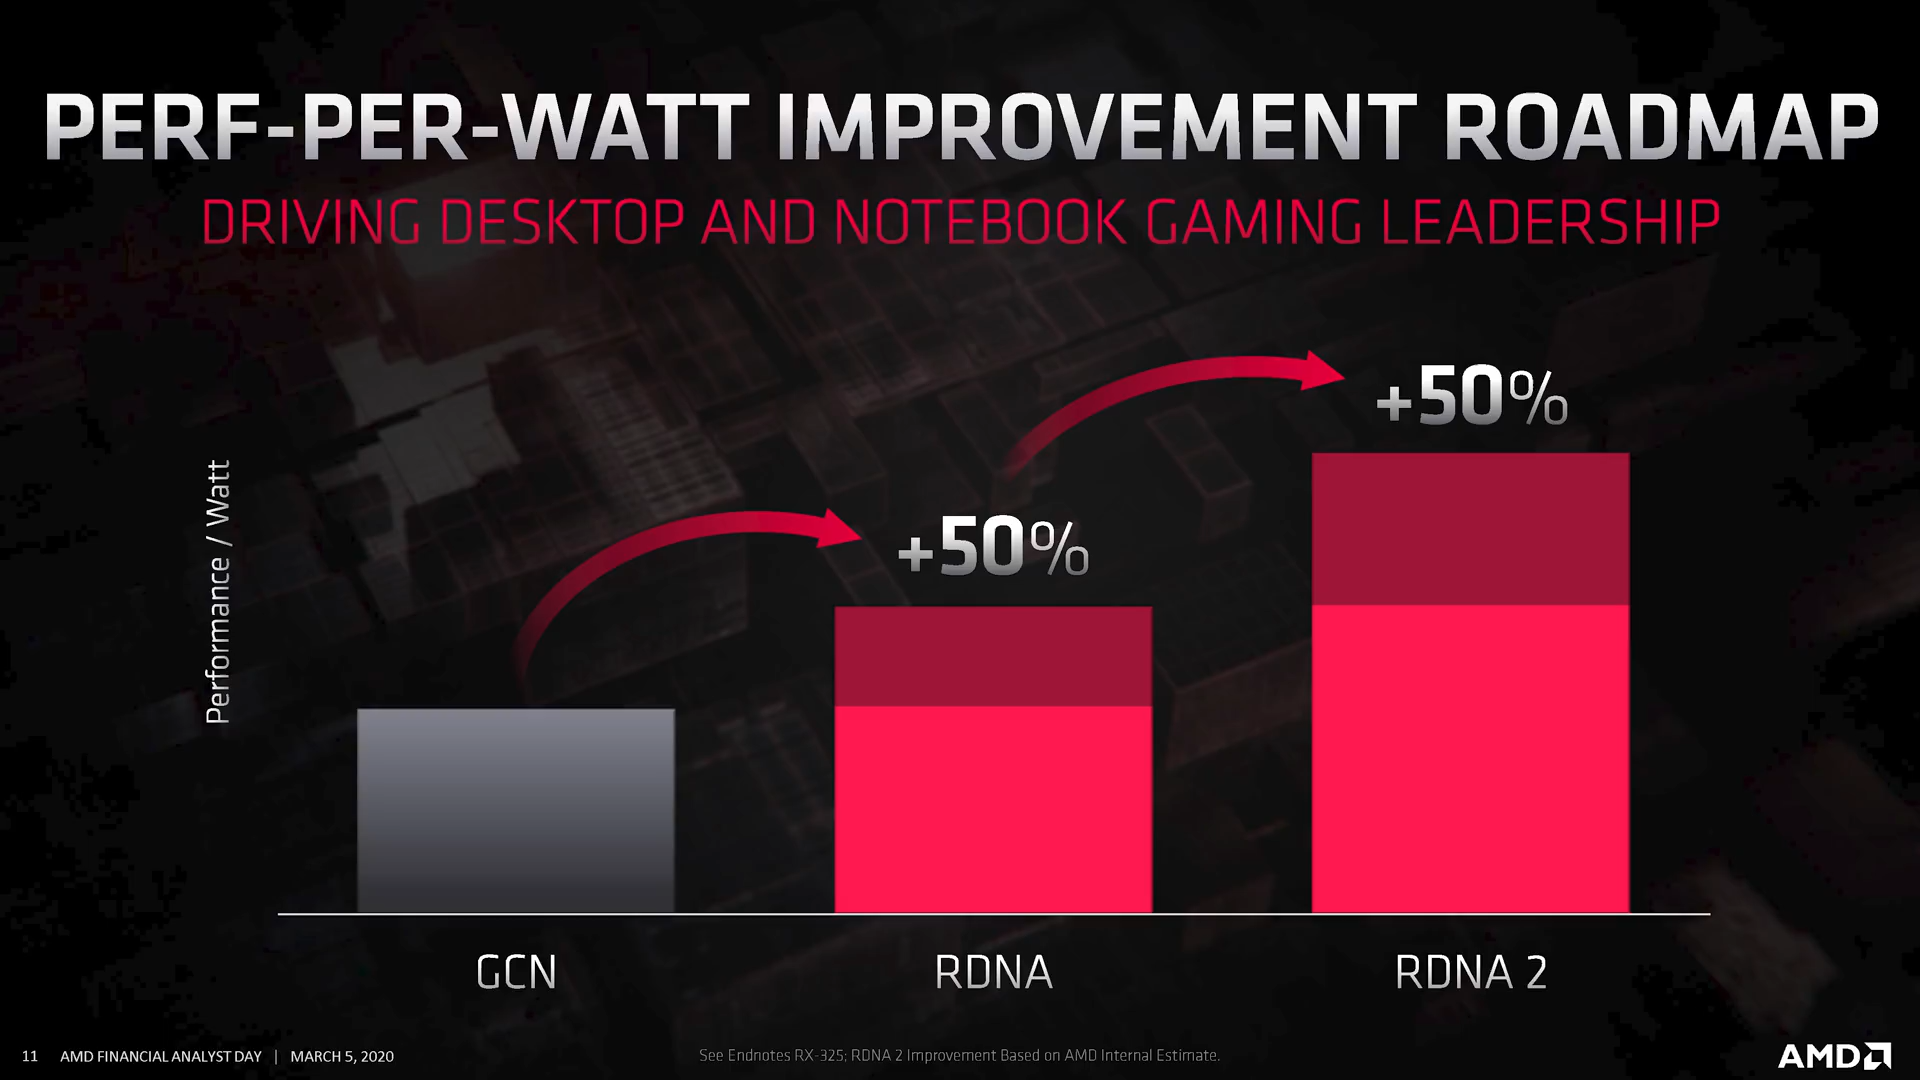 PERF-PER-WATT IMPROVEMENT ROADMAP
DRIVING DESKTOP AND NOTEBOOK GAMING LEADERSHIP
+50%
+50%
Performance / Watt
GCN
RDNA
RDNA 2
11 AMD FINANCIAL ANALYST DAY | MARCH 5, 2020
See Endnotes RX-325; RDNA 2 Improvement Based on AMD Internal Estimate.
AMD